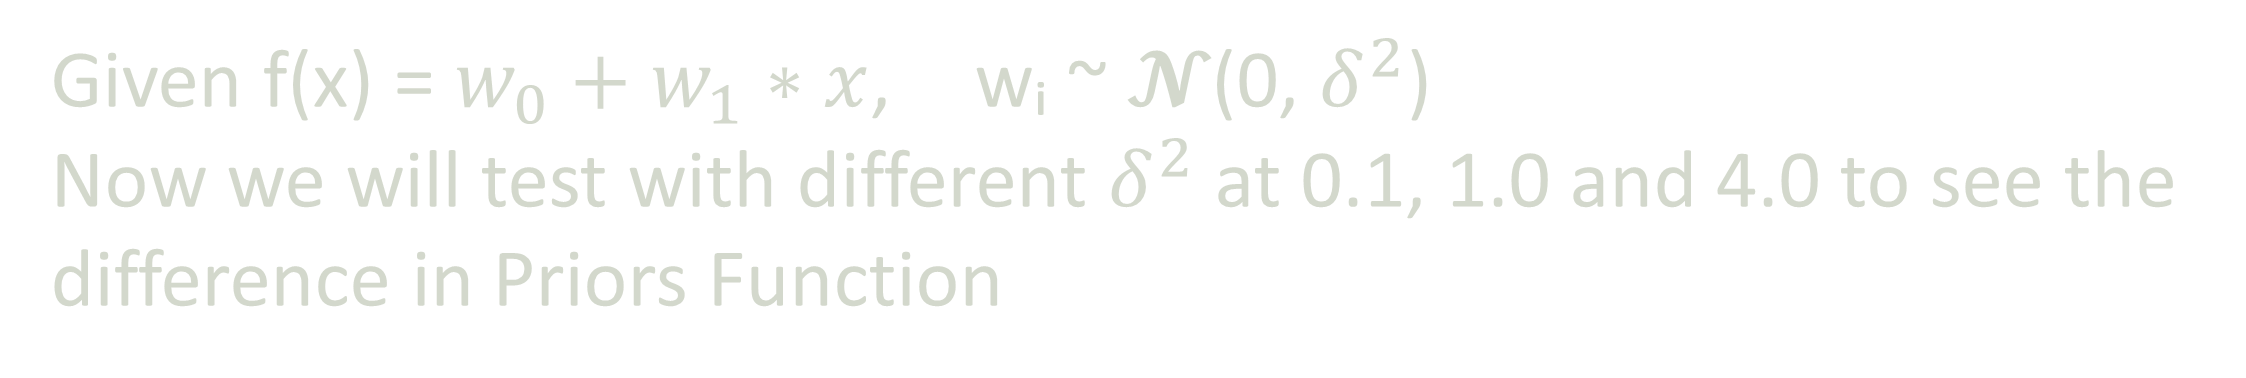 Given f(x) = 𝑤₀ + 𝑤₁ ∗ 𝑥, wᵢ ~ 𝓝(0, 𝛿²)
Now we will test with different 𝛿² at 0.1, 1.0 and 4.0 to see the
difference in Priors Function